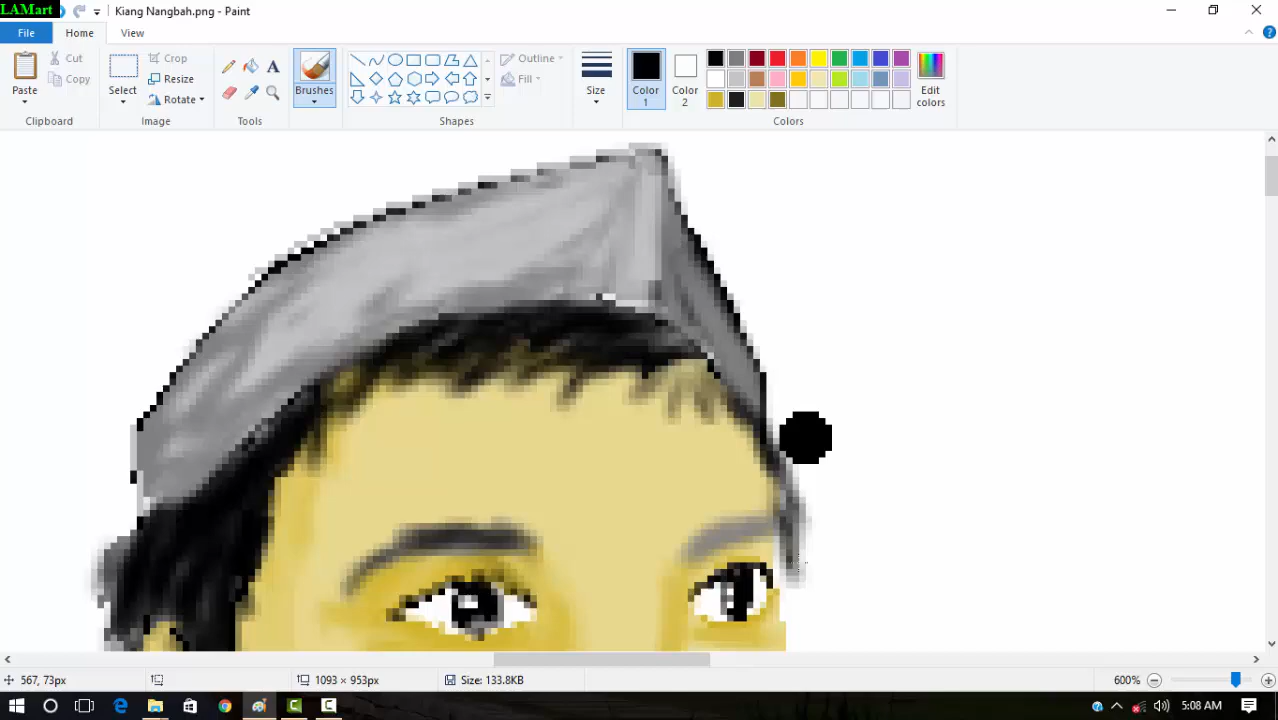 LAMart
Kiang Nangbah.png - Paint
File
Home
View
Paste
Cut
Copy
Clipboard
Select
Crop
Resize
Rotate
Image
A
Tools
Brushes
Outline
Fill
Shapes
Size
Color 1
Color 2
Edit colors
Colors
567, 73px
1093 × 953px
Size: 133.8KB
600%
5:08 AM